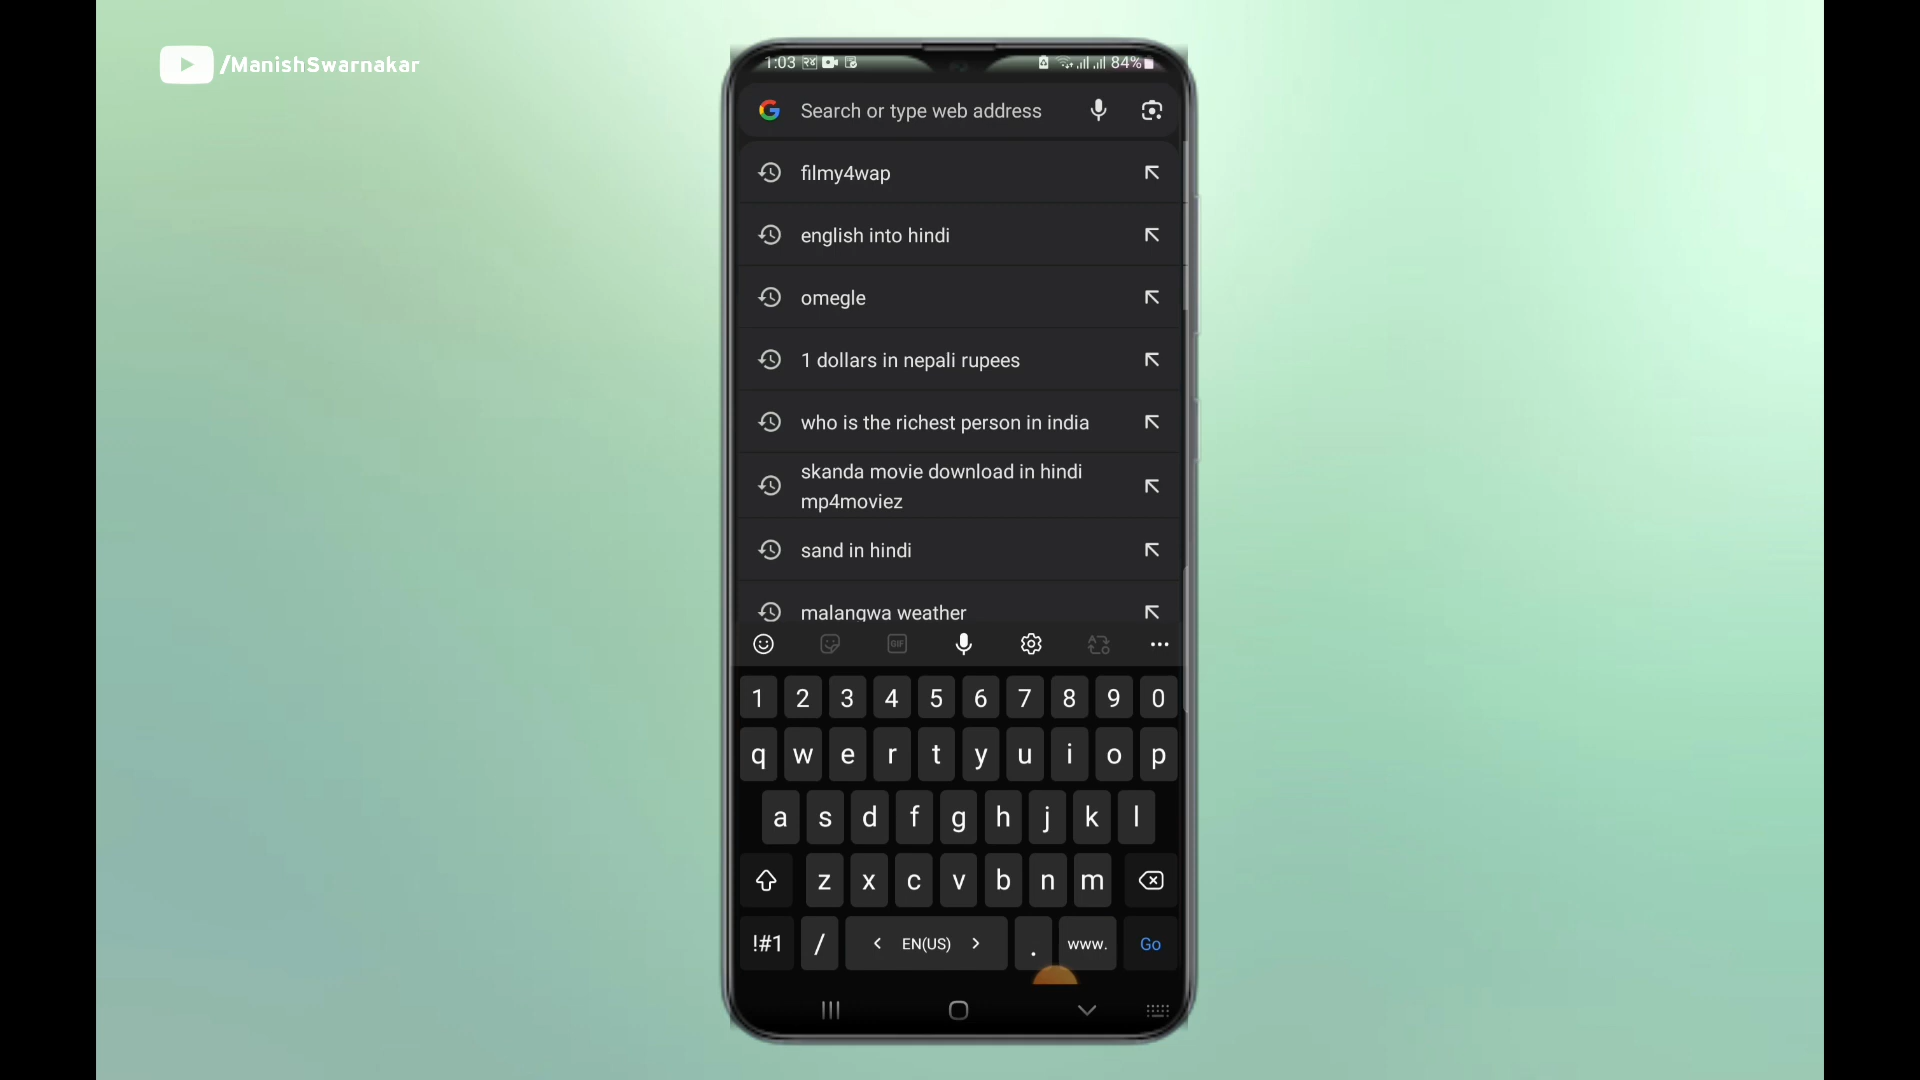 /ManishSwarnakar
1:03 84%
Search or type web address
filmy4wap
english into hindi
omegle
1 dollars in nepali rupees
who is the richest person in india
skanda movie download in hindi
mp4moviez
sand in hindi
malangwa weather
GIF
1 2 3 4 5 6 7 8 9 0
q w e r t y u i o p
a s d f g h j k l
z x c v b n m
!#1 / < EN(US) > . www. Go